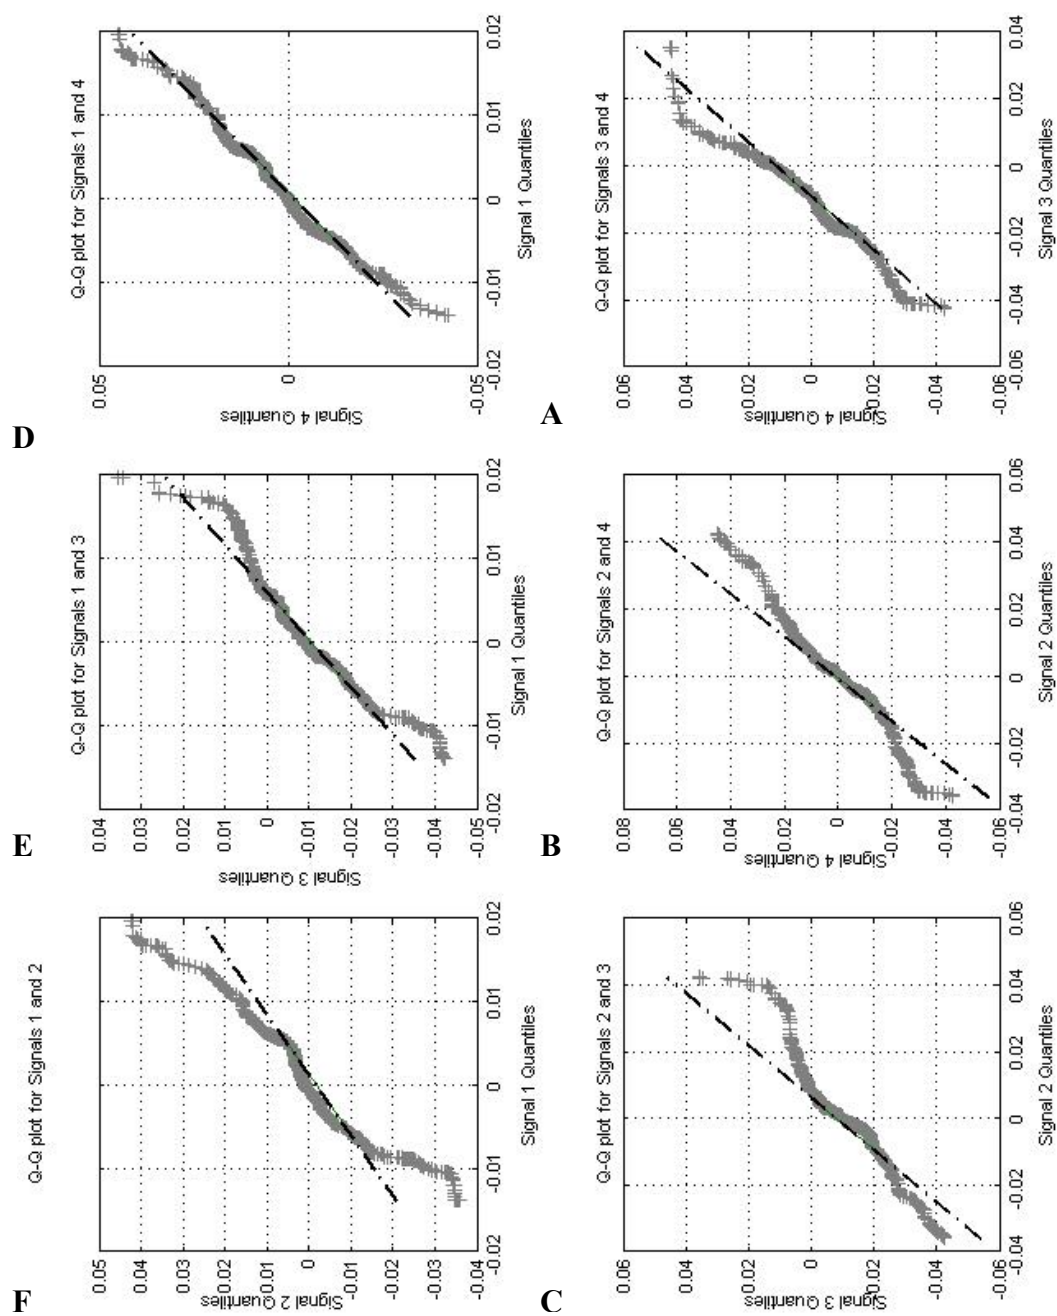 D
Q-Q plot for Signals 1 and 4
Signal 4 Quantiles
0.05
0
-0.05
-0.02 -0.01 0 0.01 0.02
Signal 1 Quantiles
A
Q-Q plot for Signals 3 and 4
Signal 4 Quantiles
0.06
0.04
0.02
0
-0.02
-0.04
-0.06
-0.06 -0.04 -0.02 0 0.02 0.04
Signal 3 Quantiles
E
Q-Q plot for Signals 1 and 3
Signal 3 Quantiles
0.04
0.03
0.02
0.01
0
-0.01
-0.02
-0.03
-0.04
-0.05
-0.02 -0.01 0 0.01 0.02
Signal 1 Quantiles
B
Q-Q plot for Signals 2 and 4
Signal 4 Quantiles
0.08
0.06
0.04
0.02
0
-0.02
-0.04
-0.06
-0.04 -0.02 0 0.02 0.04 0.06
Signal 2 Quantiles
F
Q-Q plot for Signals 1 and 2
Signal 2 Quantiles
0.05
0.04
0.03
0.02
0.01
0
-0.01
-0.02
-0.03
-0.04
-0.02 -0.01 0 0.01 0.02
Signal 1 Quantiles
C
Q-Q plot for Signals 2 and 3
Signal 3 Quantiles
0.06
0.04
0.02
0
-0.02
-0.04
-0.06
-0.04 -0.02 0 0.02 0.04 0.06
Signal 2 Quantiles